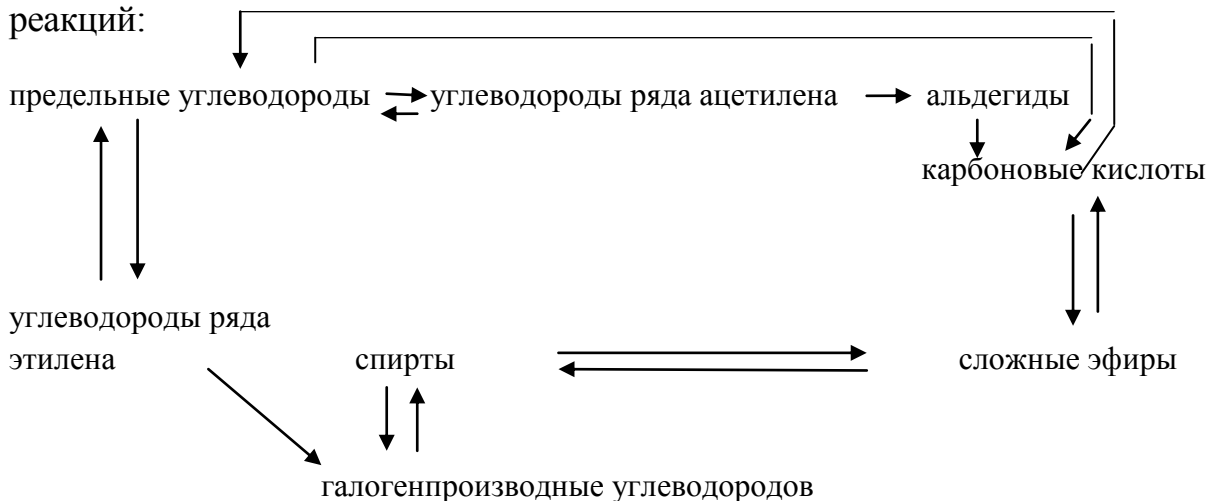 реакций:
предельные углеводороды углеводороды ряда ацетилена альдегиды
карбоновые кислоты
углеводороды ряда
этилена спирты сложные эфиры
галогенпроизводные углеводородов